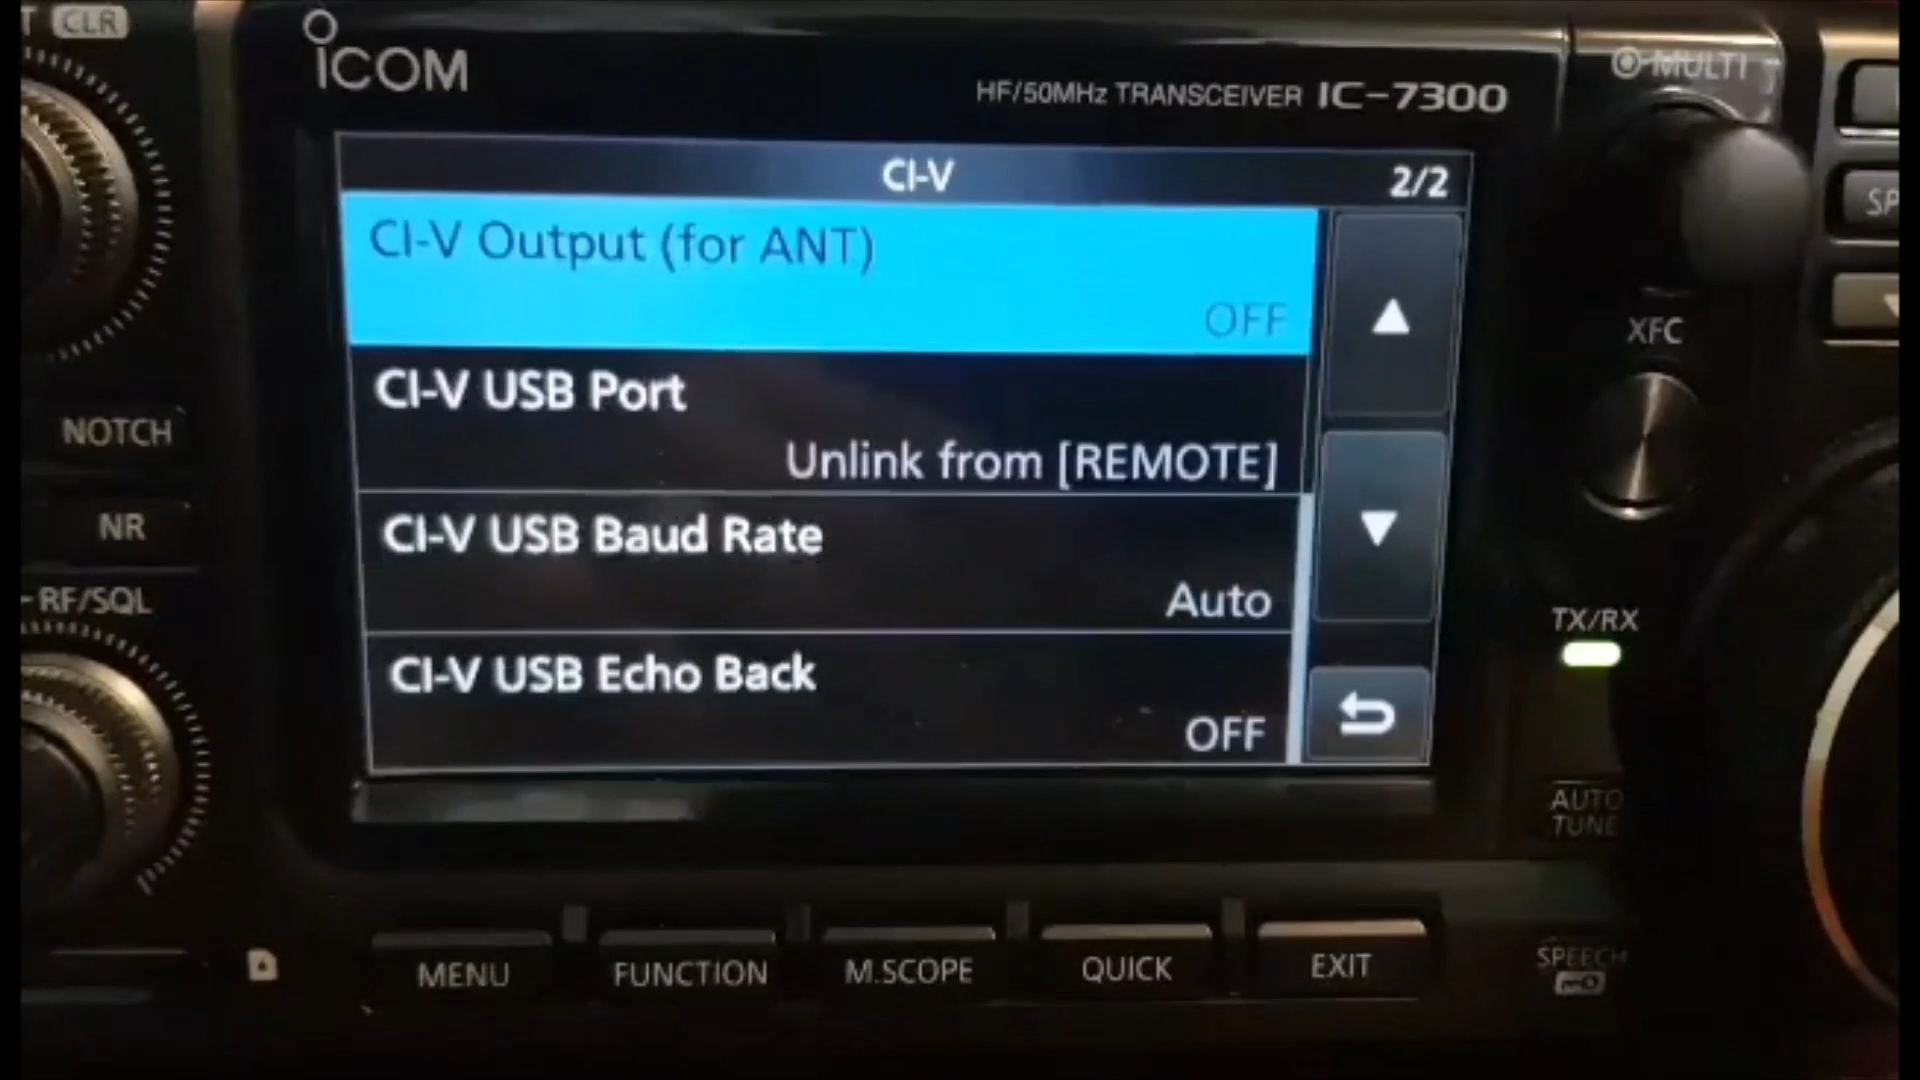 CLR
ICOM
HF/50MHz TRANSCEIVER IC-7300
MULTI
CI-V
2/2
CI-V Output (for ANT)
OFF
CI-V USB Port
Unlink from [REMOTE]
CI-V USB Baud Rate
Auto
CI-V USB Echo Back
OFF
NOTCH
NR
RF/SQL
XFC
TX/RX
AUTO
TUNE
SPEECH
MENU
FUNCTION
M.SCOPE
QUICK
EXIT